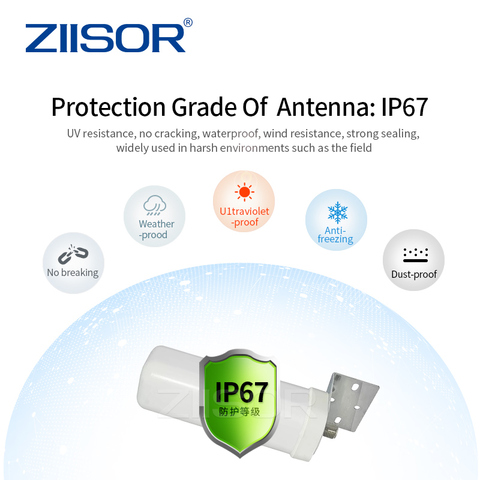 ZIISOR®
Protection Grade Of Antenna: IP67
UV resistance, no cracking, waterproof, wind resistance, strong sealing,
widely used in harsh environments such as the field
No breaking
Weather
-prood
U1traviolet
-proof
Anti-
freezing
Dust-proof
IP67
防护等级
ZIISOR